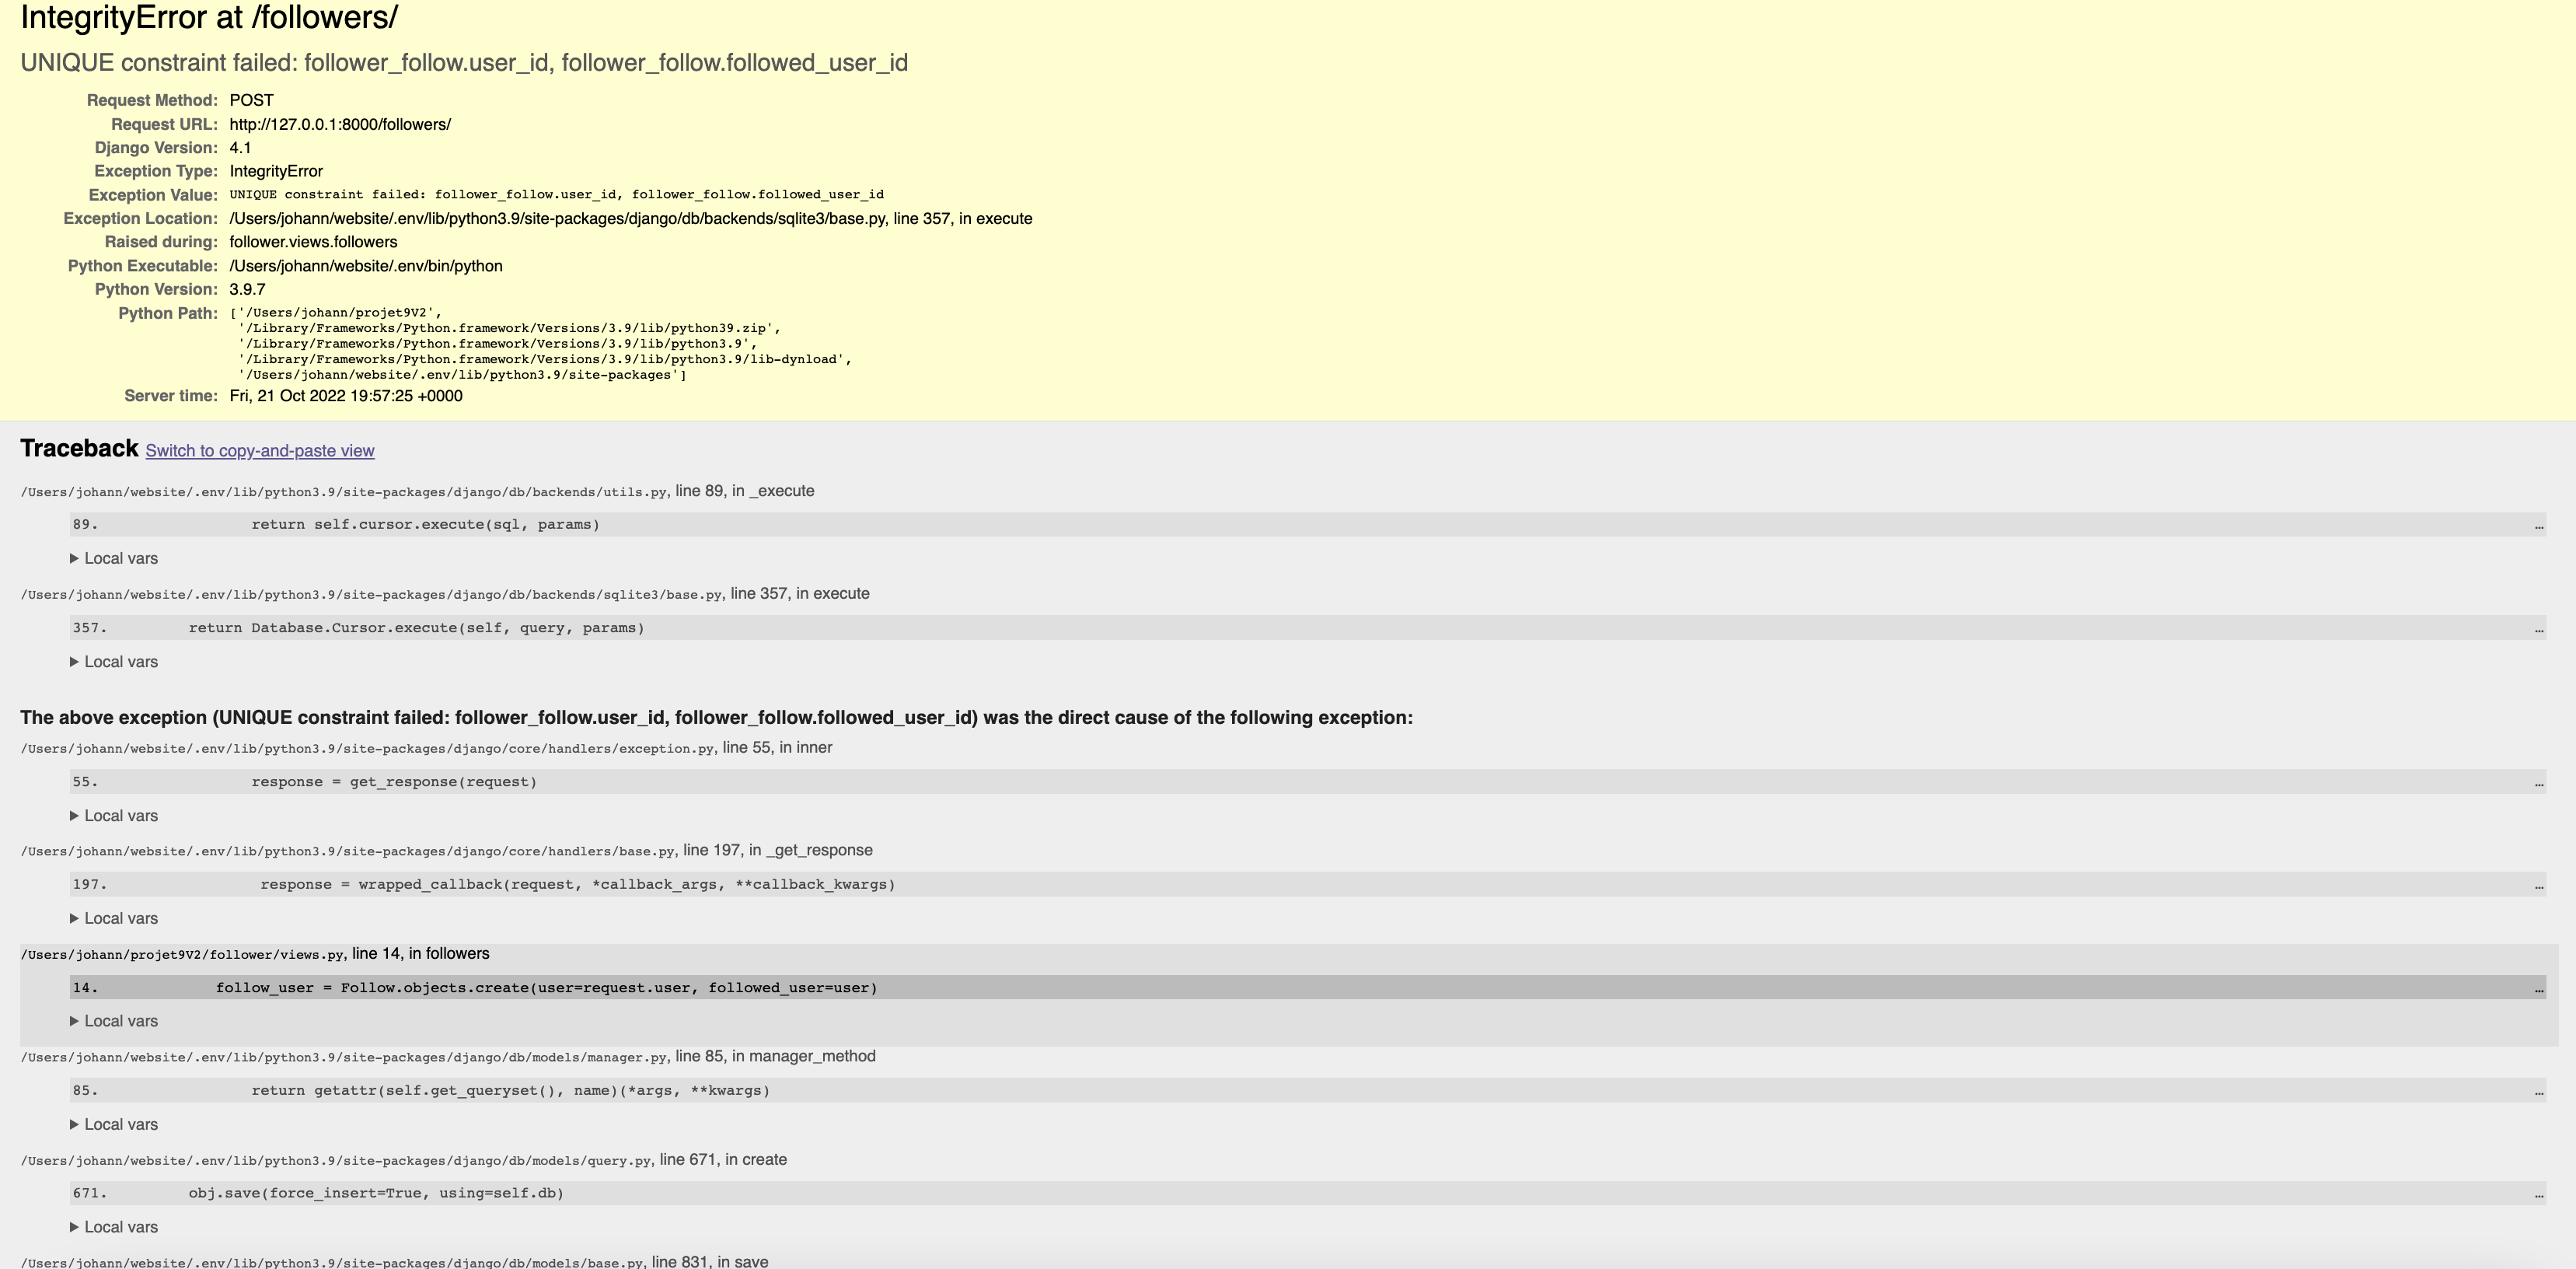 IntegrityError at /followers/
UNIQUE constraint failed: follower_follow.user_id, follower_follow.followed_user_id
Request Method: POST
Request URL: http://127.0.0.1:8000/followers/
Django Version: 4.1
Exception Type: IntegrityError
Exception Value: UNIQUE constraint failed: follower_follow.user_id, follower_follow.followed_user_id
Exception Location: /Users/johann/website/.env/lib/python3.9/site-packages/django/db/backends/sqlite3/base.py, line 357, in execute
Raised during: follower.views.followers
Python Executable: /Users/johann/website/.env/bin/python
Python Version: 3.9.7
Python Path: ['/Users/johann/projet9V2',
'/Library/Frameworks/Python.framework/Versions/3.9/lib/python39.zip',
'/Library/Frameworks/Python.framework/Versions/3.9/lib/python3.9',
'/Library/Frameworks/Python.framework/Versions/3.9/lib/python3.9/lib-dynload',
'/Users/johann/website/.env/lib/python3.9/site-packages']
Server time: Fri, 21 Oct 2022 19:57:25 +0000
Traceback Switch to copy-and-paste view
/Users/johann/website/.env/lib/python3.9/site-packages/django/db/backends/utils.py, line 89, in _execute
89. return self.cursor.execute(sql, params) …
Local vars
/Users/johann/website/.env/lib/python3.9/site-packages/django/db/backends/sqlite3/base.py, line 357, in execute
357. return Database.Cursor.execute(self, query, params) …
Local vars
The above exception (UNIQUE constraint failed: follower_follow.user_id, follower_follow.followed_user_id) was the direct cause of the following exception:
/Users/johann/website/.env/lib/python3.9/site-packages/django/core/handlers/exception.py, line 55, in inner
55. response = get_response(request) …
Local vars
/Users/johann/website/.env/lib/python3.9/site-packages/django/core/handlers/base.py, line 197, in _get_response
197. response = wrapped_callback(request, *callback_args, **callback_kwargs) …
Local vars
/Users/johann/projet9V2/follower/views.py, line 14, in followers
14. follow_user = Follow.objects.create(user=request.user, followed_user=user) …
Local vars
/Users/johann/website/.env/lib/python3.9/site-packages/django/db/models/manager.py, line 85, in manager_method
85. return getattr(self.get_queryset(), name)(*args, **kwargs) …
Local vars
/Users/johann/website/.env/lib/python3.9/site-packages/django/db/models/query.py, line 671, in create
671. obj.save(force_insert=True, using=self.db) …
Local vars
/Users/johann/website/.env/lib/python3.9/site-packages/django/db/models/base.py, line 831, in save